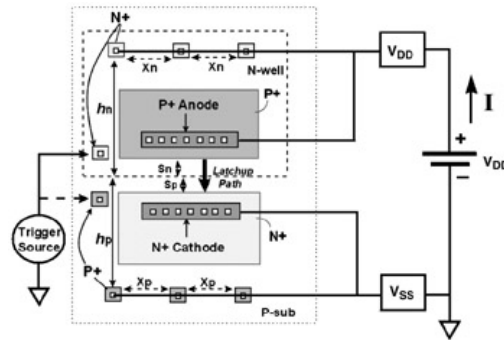 N+
Xn
Xn
N-well
VDD
hn
P+ Anode
P+
I
+
VDD
−
Sn
Sp
Latchup
Path
Trigger
Source
hp
N+ Cathode
N+
P+
Xp
Xp
P-sub
VSS